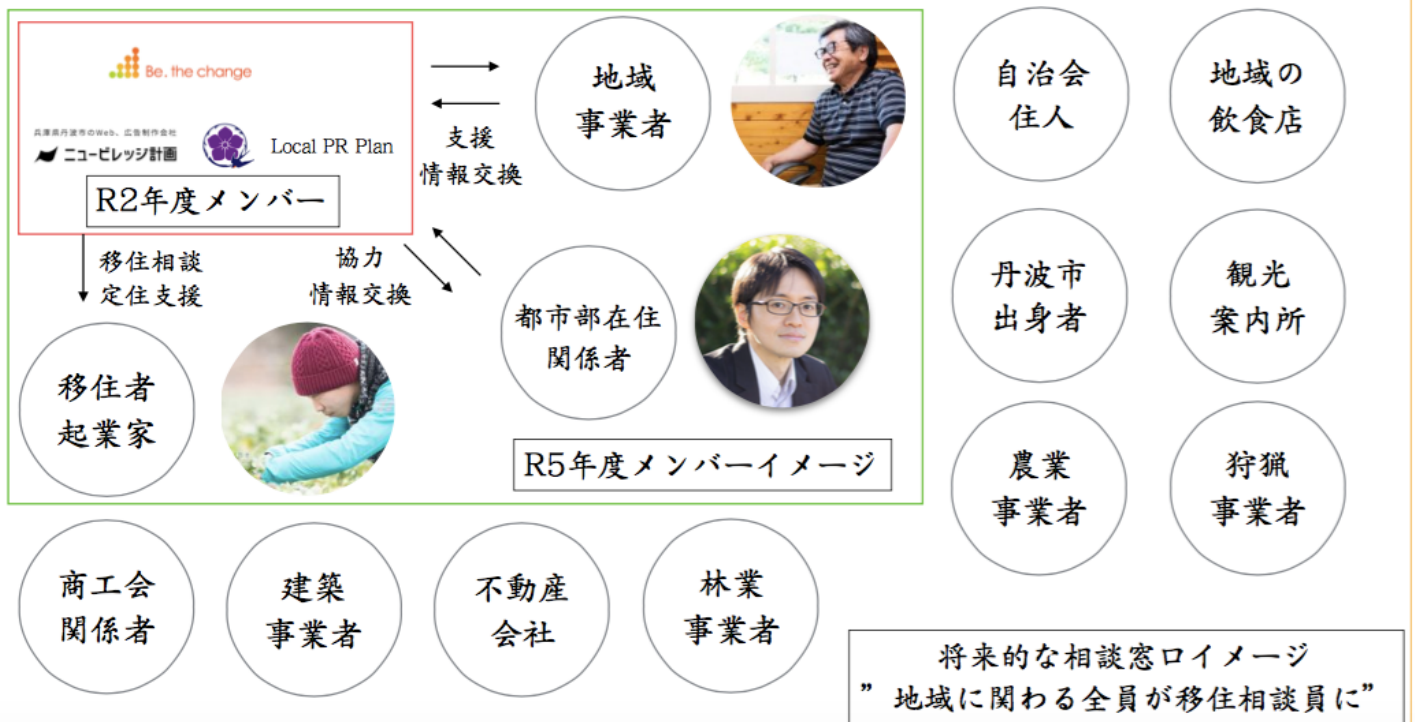 Be. the change
兵庫県丹波市のWeb、広告制作会社
ニュービレッジ計画
Local PR Plan
R2年度メンバー
支援
情報交換
地域
事業者
移住相談
定住支援
協力
情報交換
都市部在住
関係者
移住者
起業家
R5年度メンバーイメージ
自治会
住人
地域の
飲食店
丹波市
出身者
観光
案内所
農業
事業者
狩猟
事業者
商工会
関係者
建築
事業者
不動産
会社
林業
事業者
将来的な相談窓口イメージ
”地域に関わる全員が移住相談員に”